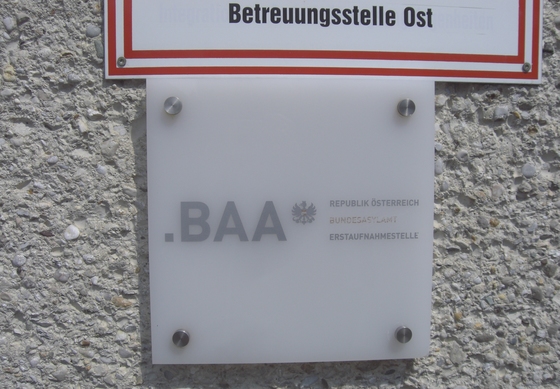 Betreuungsstelle Ost
.BAA
REPUBLIK ÖSTERREICH
BUNDESASYLAMT
ERSTAUFNAHMESTELLE